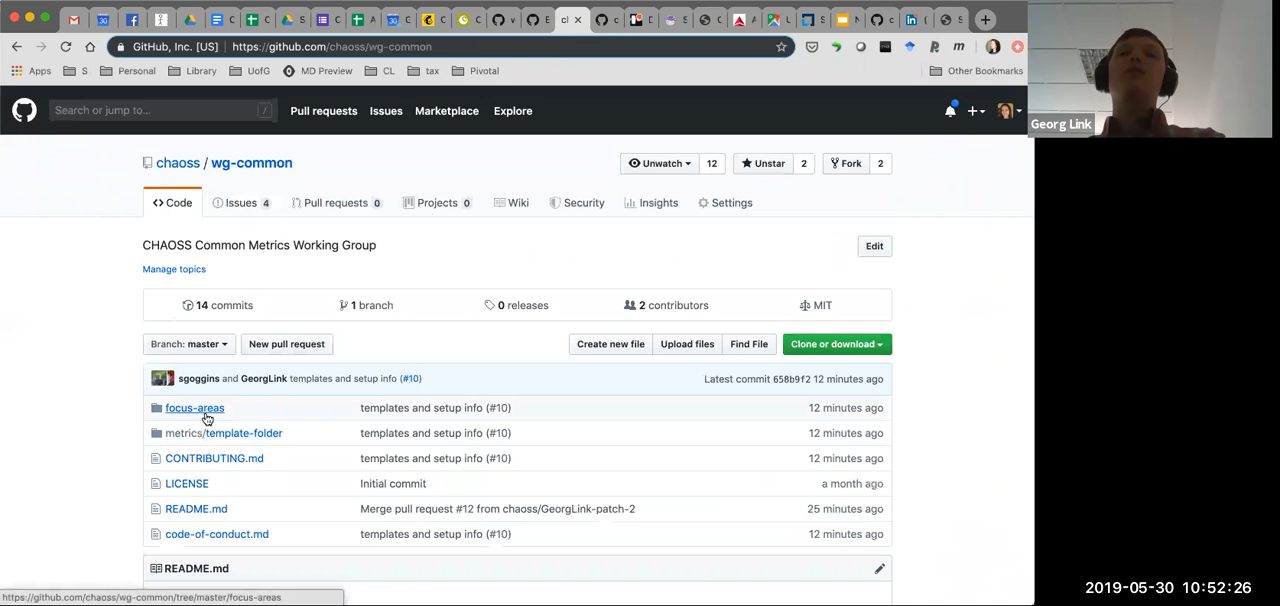 GitHub, Inc. [US] https://github.com/chaoss/wg-common
Apps S Personal Library UofG MD Preview CL tax Pivotal Other Bookmarks
Georg Link
Search or jump to... / Pull requests Issues Marketplace Explore
chaoss / wg-common Unwatch 12 Unstar 2 Fork 2
Code Issues 4 Pull requests 0 Projects 0 Wiki Security Insights Settings
CHAOSS Common Metrics Working Group Edit
Manage topics
14 commits 1 branch 0 releases 2 contributors MIT
Branch: master New pull request Create new file Upload files Find File Clone or download
sgoggins and GeorgLink templates and setup info (#10) Latest commit 658b9f2 12 minutes ago
focus-areas templates and setup info (#10) 12 minutes ago
metrics/template-folder templates and setup info (#10) 12 minutes ago
CONTRIBUTING.md templates and setup info (#10) 12 minutes ago
LICENSE Initial commit a month ago
README.md Merge pull request #12 from chaoss/GeorgLink-patch-2 25 minutes ago
code-of-conduct.md templates and setup info (#10) 12 minutes ago
README.md
https://github.com/chaoss/wg-common/tree/master/focus-areas
2019-05-30 10:52:26